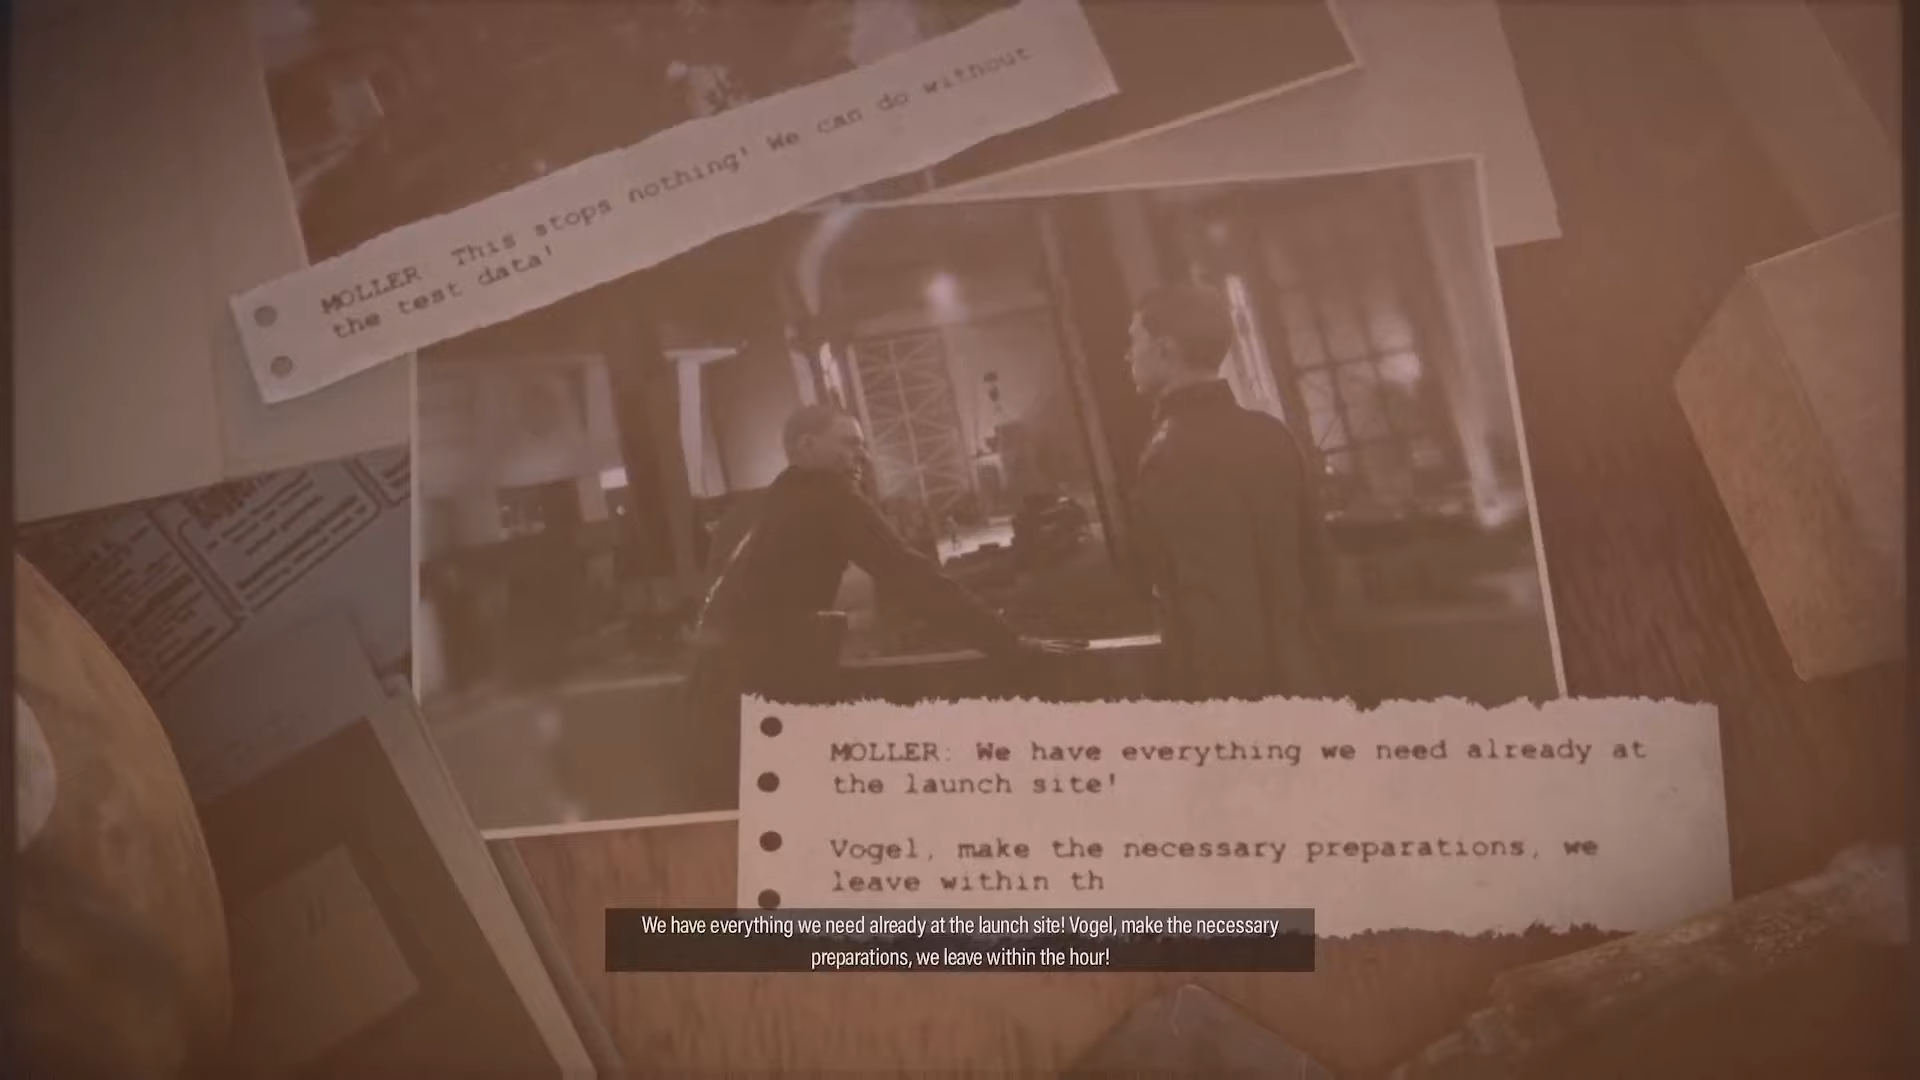 MOLLER: This stops nothing! We can do without
the test data!
MOLLER: We have everything we need already at
the launch site!
Vogel, make the necessary preparations, we
leave within th
We have everything we need already at the launch site! Vogel, make the necessary
preparations, we leave within the hour!